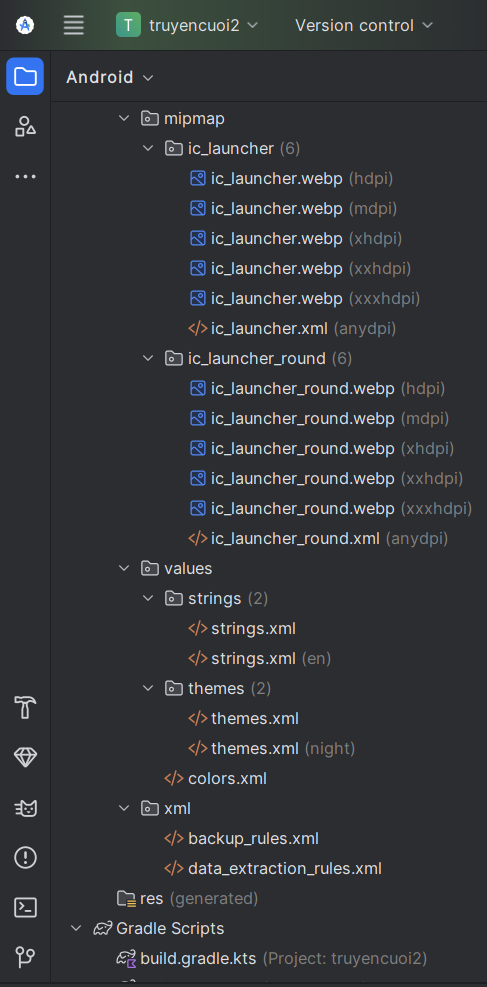 T truyencuoi2 Version control
Android
mipmap
ic_launcher (6)
ic_launcher.webp (hdpi)
ic_launcher.webp (mdpi)
ic_launcher.webp (xhdpi)
ic_launcher.webp (xxhdpi)
ic_launcher.webp (xxxhdpi)
ic_launcher.xml (anydpi)
ic_launcher_round (6)
ic_launcher_round.webp (hdpi)
ic_launcher_round.webp (mdpi)
ic_launcher_round.webp (xhdpi)
ic_launcher_round.webp (xxhdpi)
ic_launcher_round.webp (xxxhdpi)
ic_launcher_round.xml (anydpi)
values
strings (2)
strings.xml
strings.xml (en)
themes (2)
themes.xml
themes.xml (night)
colors.xml
xml
backup_rules.xml
data_extraction_rules.xml
res (generated)
Gradle Scripts
build.gradle.kts (Project: truyencuoi2)